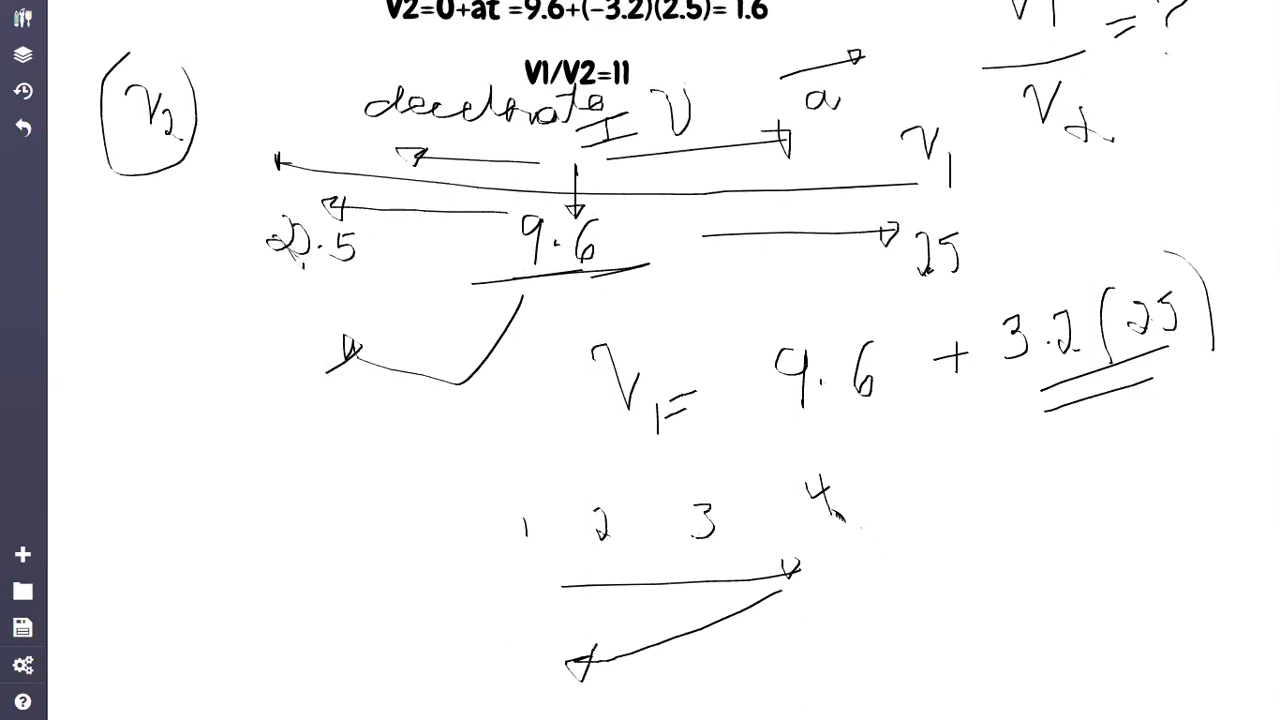 V2=0+at =9.6+(-3.2)(2.5)= 1.6
V1
= ?
V2
V1/V2=11
V2
decelerate
V
a
V1
2.5
9.6
25
V1= 9.6 + 3.2(25)
1 2 3 4